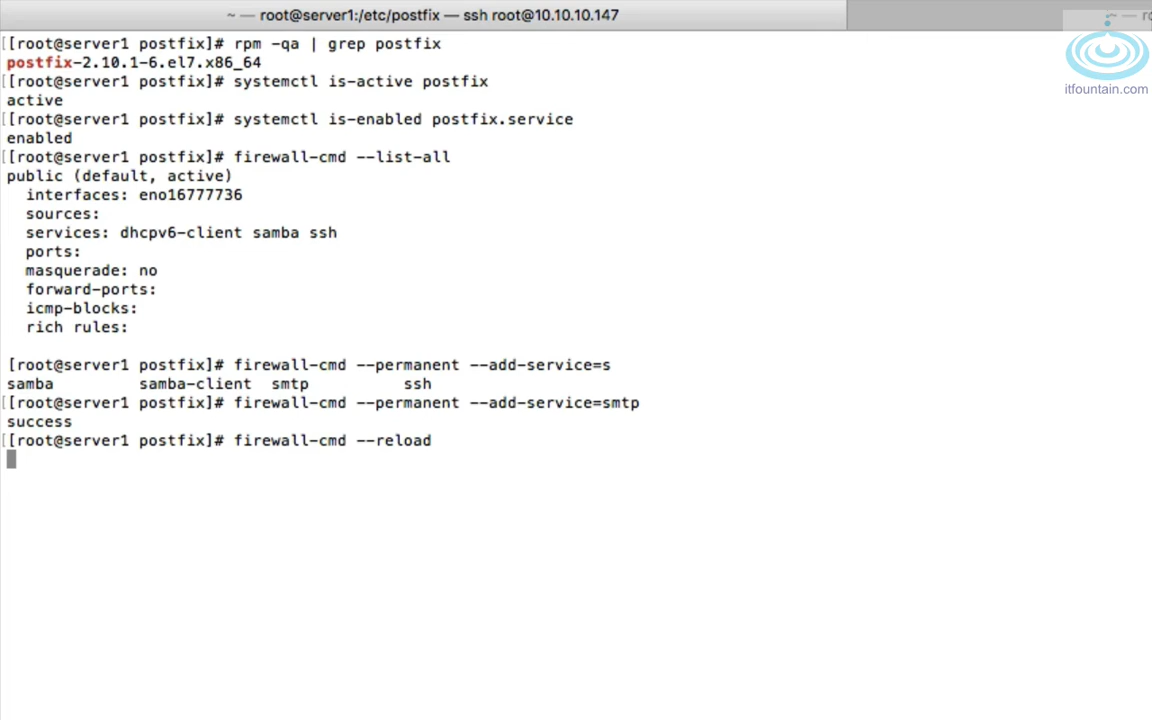 ~ — root@server1:/etc/postfix — ssh root@10.10.10.147
~ — r
itfountain.com
[[root@server1 postfix]# rpm -qa | grep postfix
postfix-2.10.1-6.el7.x86_64
[[root@server1 postfix]# systemctl is-active postfix
active
[[root@server1 postfix]# systemctl is-enabled postfix.service
enabled
[[root@server1 postfix]# firewall-cmd --list-all
public (default, active)
  interfaces: eno16777736
  sources:
  services: dhcpv6-client samba ssh
  ports:
  masquerade: no
  forward-ports:
  icmp-blocks:
  rich rules:
[root@server1 postfix]# firewall-cmd --permanent --add-service=s
samba         samba-client  smtp          ssh
[[root@server1 postfix]# firewall-cmd --permanent --add-service=smtp
success
[[root@server1 postfix]# firewall-cmd --reload